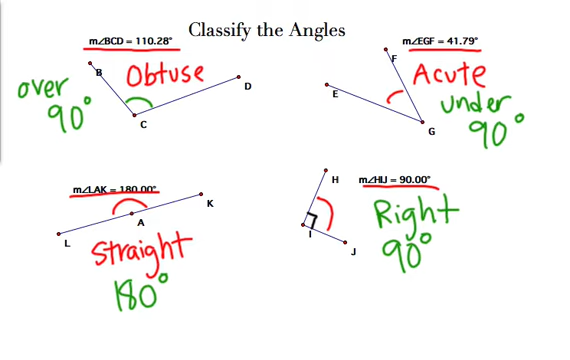 Classify the Angles
m∠BCD = 110.28°
B
Obtuse
over
90°
D
C
m∠EGF = 41.79°
F
Acute
E
under
90°
G
m∠LAK = 180.00°
K
A
L
Straight
180°
H
m∠HIJ = 90.00°
Right
90°
I
J